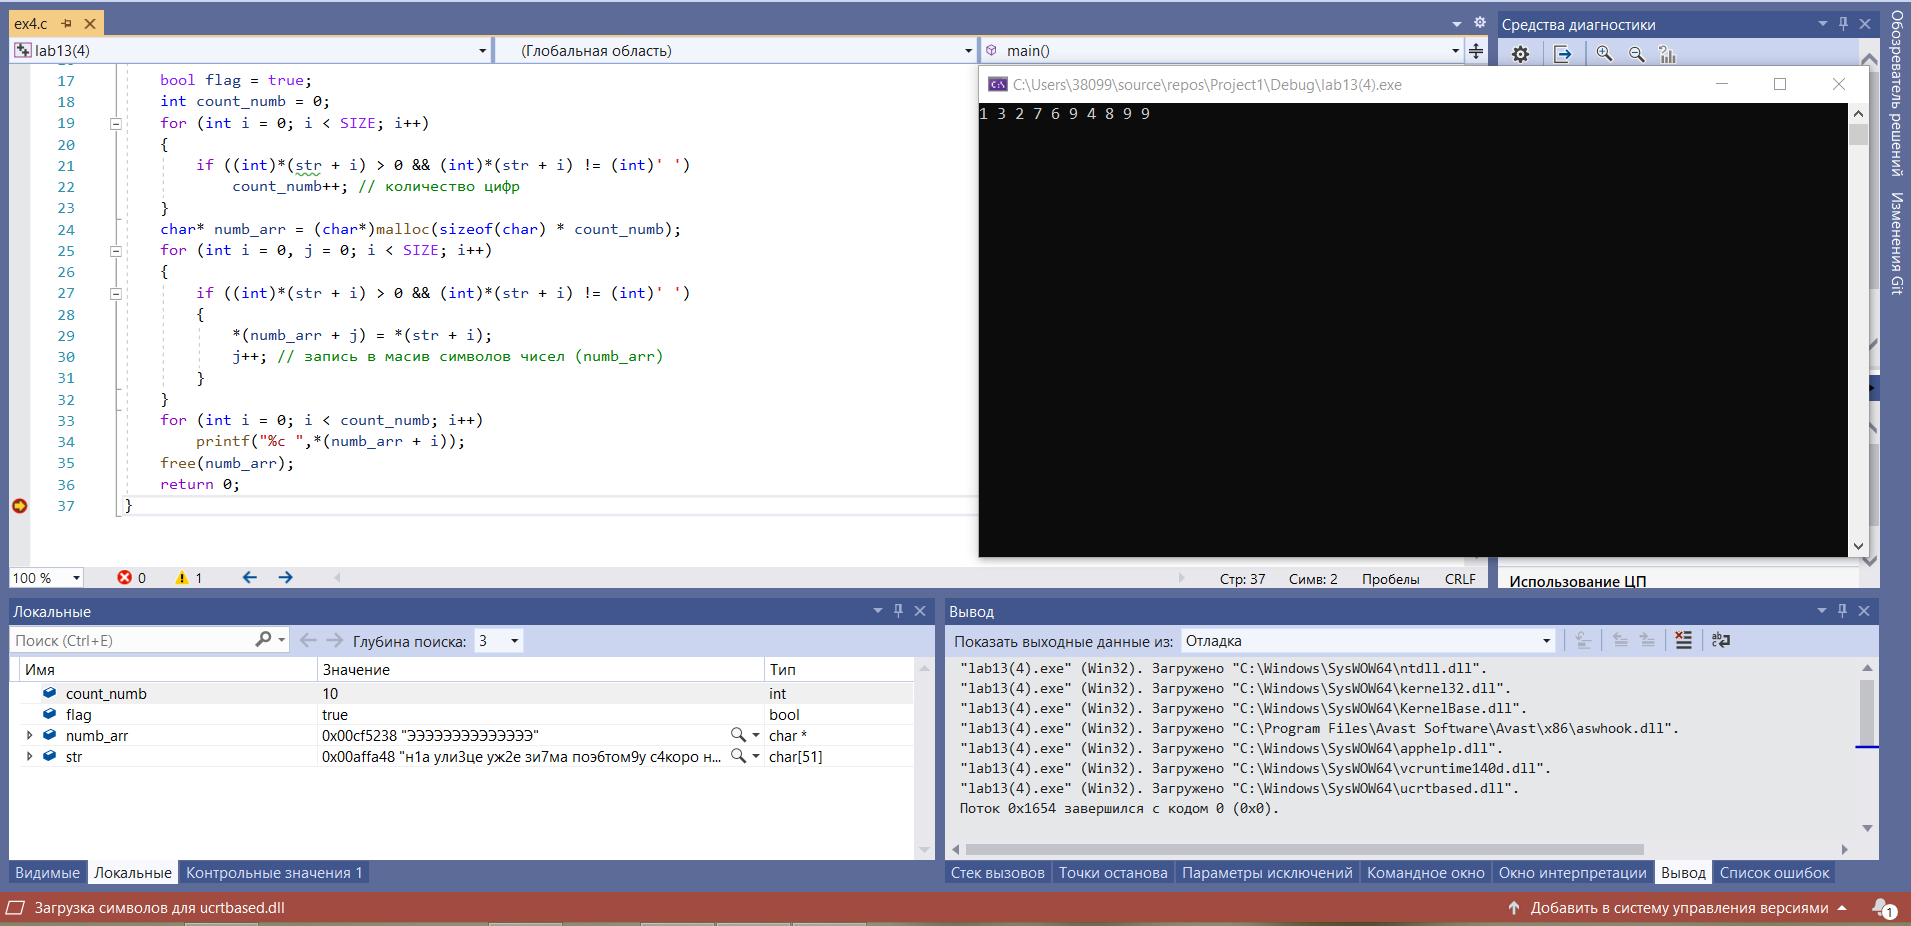 ex4.c
lab13(4)
(Глобальная область)
main()
17 bool flag = true;
18 int count_numb = 0;
19 for (int i = 0; i < SIZE; i++)
20 {
21 if ((int)*(str + i) > 0 && (int)*(str + i) != (int)' ')
22 count_numb++; // количество цифр
23 }
24 char* numb_arr = (char*)malloc(sizeof(char) * count_numb);
25 for (int i = 0, j = 0; i < SIZE; i++)
26 {
27 if ((int)*(str + i) > 0 && (int)*(str + i) != (int)' ')
28 {
29 *(numb_arr + j) = *(str + i);
30 j++; // запись в масив символов чисел (numb_arr)
31 }
32 }
33 for (int i = 0; i < count_numb; i++)
34 printf("%c ",*(numb_arr + i));
35 free(numb_arr);
36 return 0;
37 }
100 %
0
1
Стр: 37 Симв: 2 Пробелы CRLF
Средства диагностики
C:\Users\38099\source\repos\Project1\Debug\lab13(4).exe
1 3 2 7 6 9 4 8 9 9
Использование ЦП
Обозреватель решений
Изменения Git
Локальные
Поиск (Ctrl+E)
Глубина поиска: 3
Имя Значение Тип
count_numb 10 int
flag true bool
numb_arr 0x00cf5238 "ЭЭЭЭЭЭЭЭЭЭЭЭЭЭ" char *
str 0x00affa48 "н1а ули3це уж2е зи7ма поэ6том9у с4коро н... char[51]
Видимые Локальные Контрольные значения 1
Вывод
Показать выходные данные из: Отладка
"lab13(4).exe" (Win32). Загружено "C:\Windows\SysWOW64\ntdll.dll".
"lab13(4).exe" (Win32). Загружено "C:\Windows\SysWOW64\kernel32.dll".
"lab13(4).exe" (Win32). Загружено "C:\Windows\SysWOW64\KernelBase.dll".
"lab13(4).exe" (Win32). Загружено "C:\Program Files\Avast Software\Avast\x86\aswhook.dll".
"lab13(4).exe" (Win32). Загружено "C:\Windows\SysWOW64\apphelp.dll".
"lab13(4).exe" (Win32). Загружено "C:\Windows\SysWOW64\vcruntime140d.dll".
"lab13(4).exe" (Win32). Загружено "C:\Windows\SysWOW64\ucrtbased.dll".
Поток 0x1654 завершился с кодом 0 (0x0).
Стек вызовов Точки останова Параметры исключений Командное окно Окно интерпретации Вывод Список ошибок
Загрузка символов для ucrtbased.dll
Добавить в систему управления версиями
1